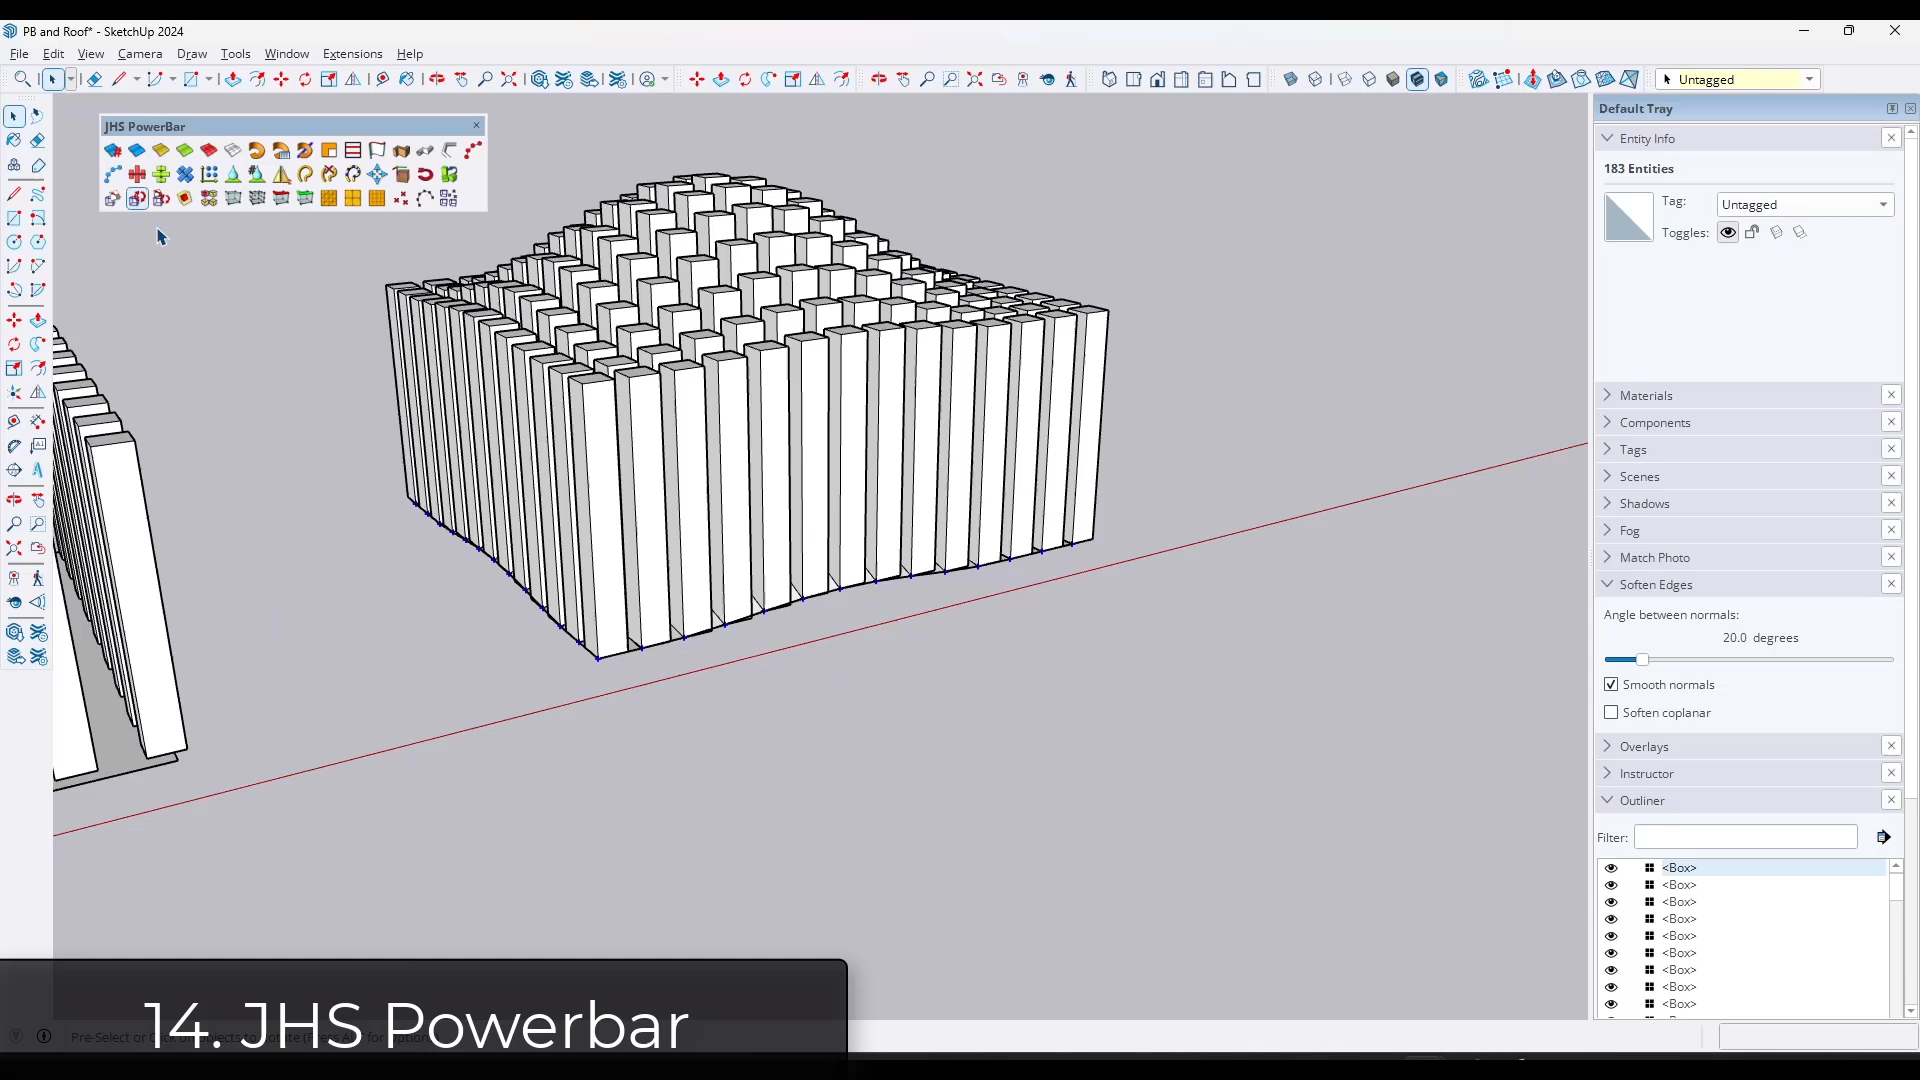 PB and Roof* - SketchUp 2024
File Edit View Camera Draw Tools Window Extensions Help
Untagged
JHS PowerBar
Default Tray
Entity Info
183 Entities
Tag: Untagged
Toggles:
Materials
Components
Tags
Scenes
Shadows
Fog
Match Photo
Soften Edges
Angle between normals:
20.0 degrees
Smooth normals
Soften coplanar
Overlays
Instructor
Outliner
Filter:
<Box>
<Box>
<Box>
<Box>
<Box>
<Box>
<Box>
<Box>
<Box>
14. JHS Powerbar
Pre-Select or